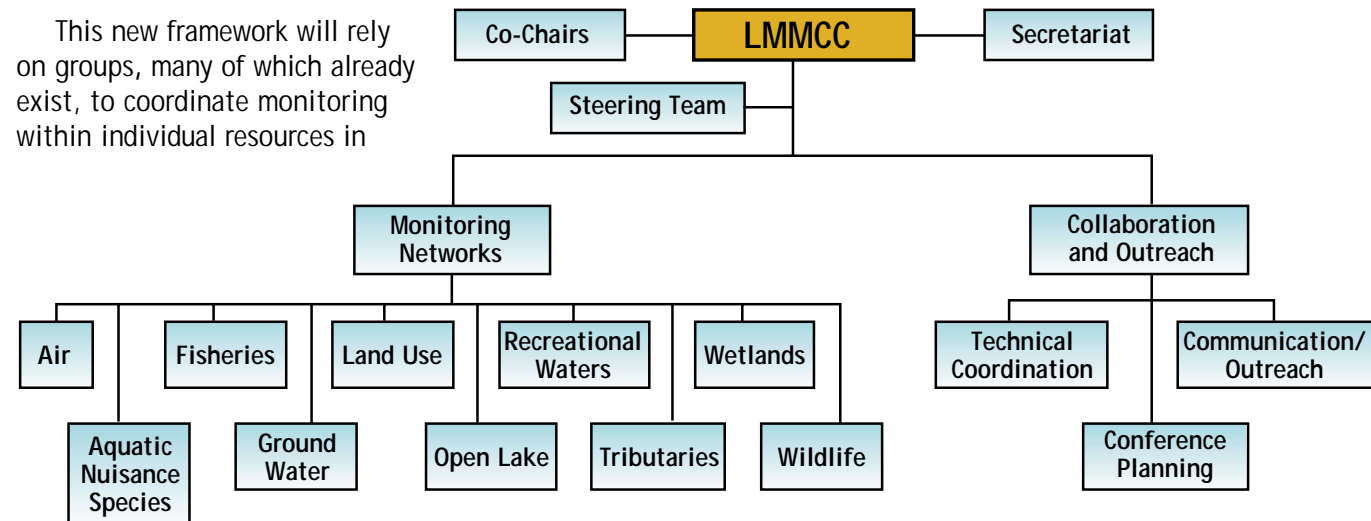 This new framework will rely
on groups, many of which already
exist, to coordinate monitoring
within individual resources in
Co-Chairs
LMMCC
Secretariat
Steering Team
Monitoring
Networks
Collaboration
and Outreach
Air
Fisheries
Land Use
Recreational
Waters
Wetlands
Technical
Coordination
Communication/
Outreach
Aquatic
Nuisance
Species
Ground
Water
Open Lake
Tributaries
Wildlife
Conference
Planning